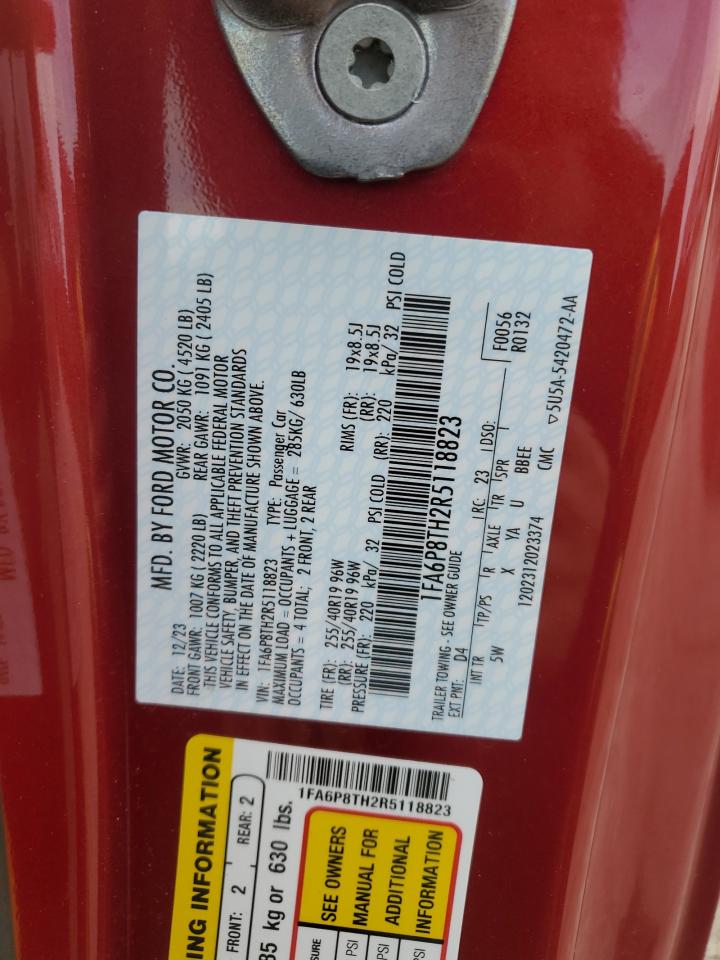 MFD. BY FORD MOTOR CO.
DATE: 12/23 GVWR: 2050 KG ( 4520 LB)
FRONT GAWR: 1007 KG ( 2220 LB) REAR GAWR: 1091 KG ( 2405 LB)
THIS VEHICLE CONFORMS TO ALL APPLICABLE FEDERAL MOTOR
VEHICLE SAFETY, BUMPER, AND THEFT PREVENTION STANDARDS
IN EFFECT ON THE DATE OF MANUFACTURE SHOWN ABOVE.
VIN: 1FA6P8TH2R5118823 TYPE: Passenger Car
MAXIMUM LOAD = OCCUPANTS + LUGGAGE = 285KG/ 630LB
OCCUPANTS = 4 TOTAL: 2 FRONT, 2 REAR
TIRE (FR): 255/40R19 96W RIMS (FR): 19x8.5J
(RR): 255/40R19 96W (RR): 19x8.5J
PRESSURE (FR): 220 kPa/ 32 PSI COLD (RR): 220 kPa/ 32 PSI COLD
1FA6P8TH2R5118823
TRAILER TOWING - SEE OWNER GUIDE
EXT PNT: D4 RC: 23 DSO: F0056
R0132
INT TR TP/PS R AXLE TR SPR
5W X YA U BBEE
1202312023374 CMC ▽5U5A-5420472-AA
ING INFORMATION
FRONT: 2 REAR: 2
85 kg or 630 lbs.
1FA6P8TH2R5118823
SSURE
PSI
PSI
PSI
SEE OWNERS
MANUAL FOR
ADDITIONAL
INFORMATION